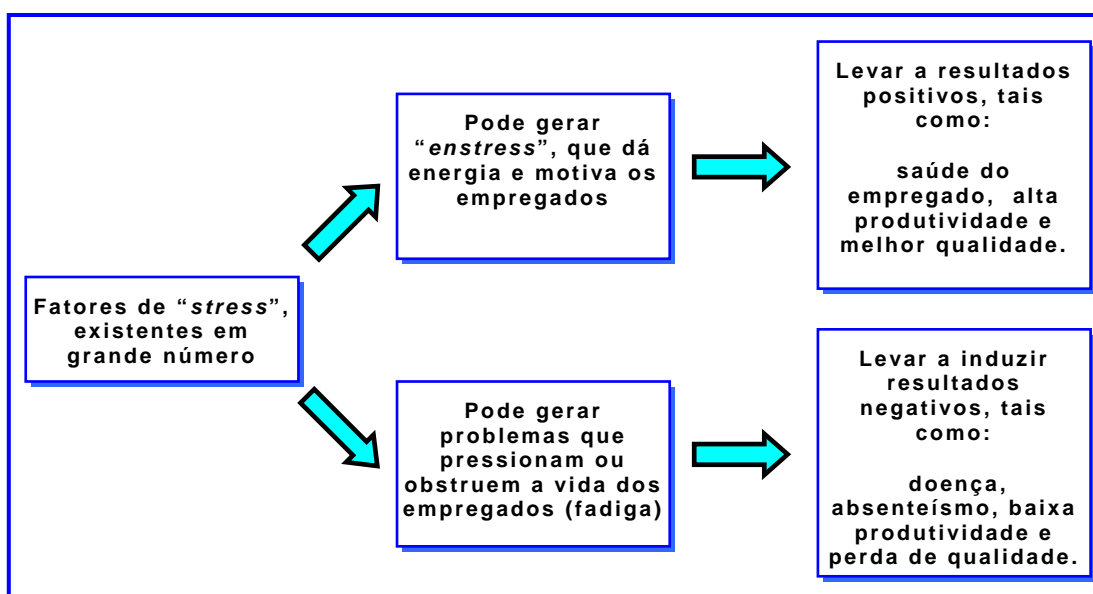 Fatores de “stress”,
existentes em
grande número
Pode gerar
“enstress”, que dá
energia e motiva os
empregados
Levar a resultados
positivos, tais
como:
saúde do
empregado, alta
produtividade e
melhor qualidade.
Pode gerar
problemas que
pressionam ou
obstruem a vida dos
empregados (fadiga)
Levar a induzir
resultados
negativos, tais
como:
doença,
absenteísmo, baixa
produtividade e
perda de qualidade.